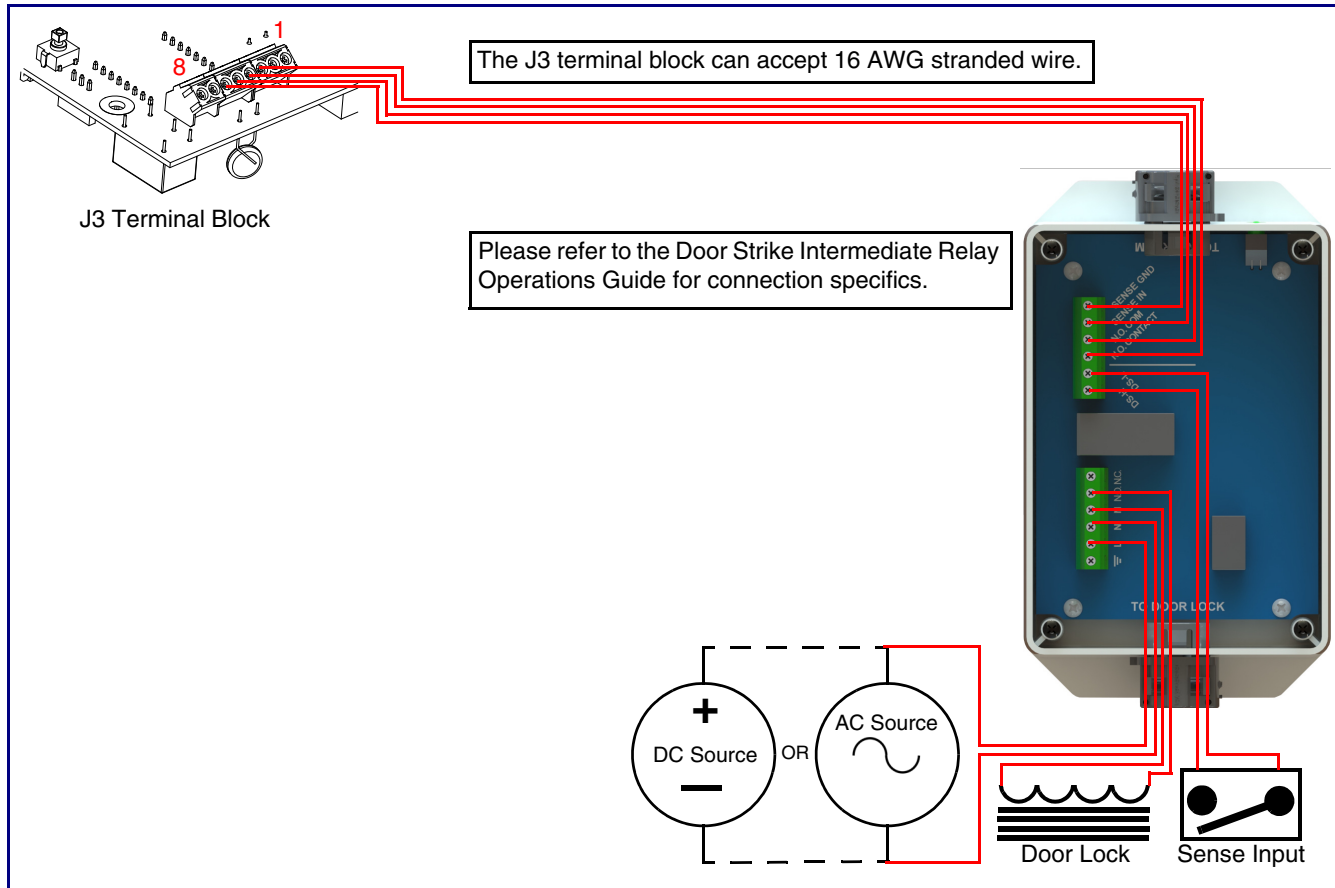 1
8
The J3 terminal block can accept 16 AWG stranded wire.
J3 Terminal Block
Please refer to the Door Strike Intermediate Relay
Operations Guide for connection specifics.
SENSE GND
SENSE IN
N.O. COM
N.O. CONTACT
DS-I
N.C.
N.O.
N
L
TO DOOR LOCK
+
DC Source
OR
AC Source
Door Lock
Sense Input